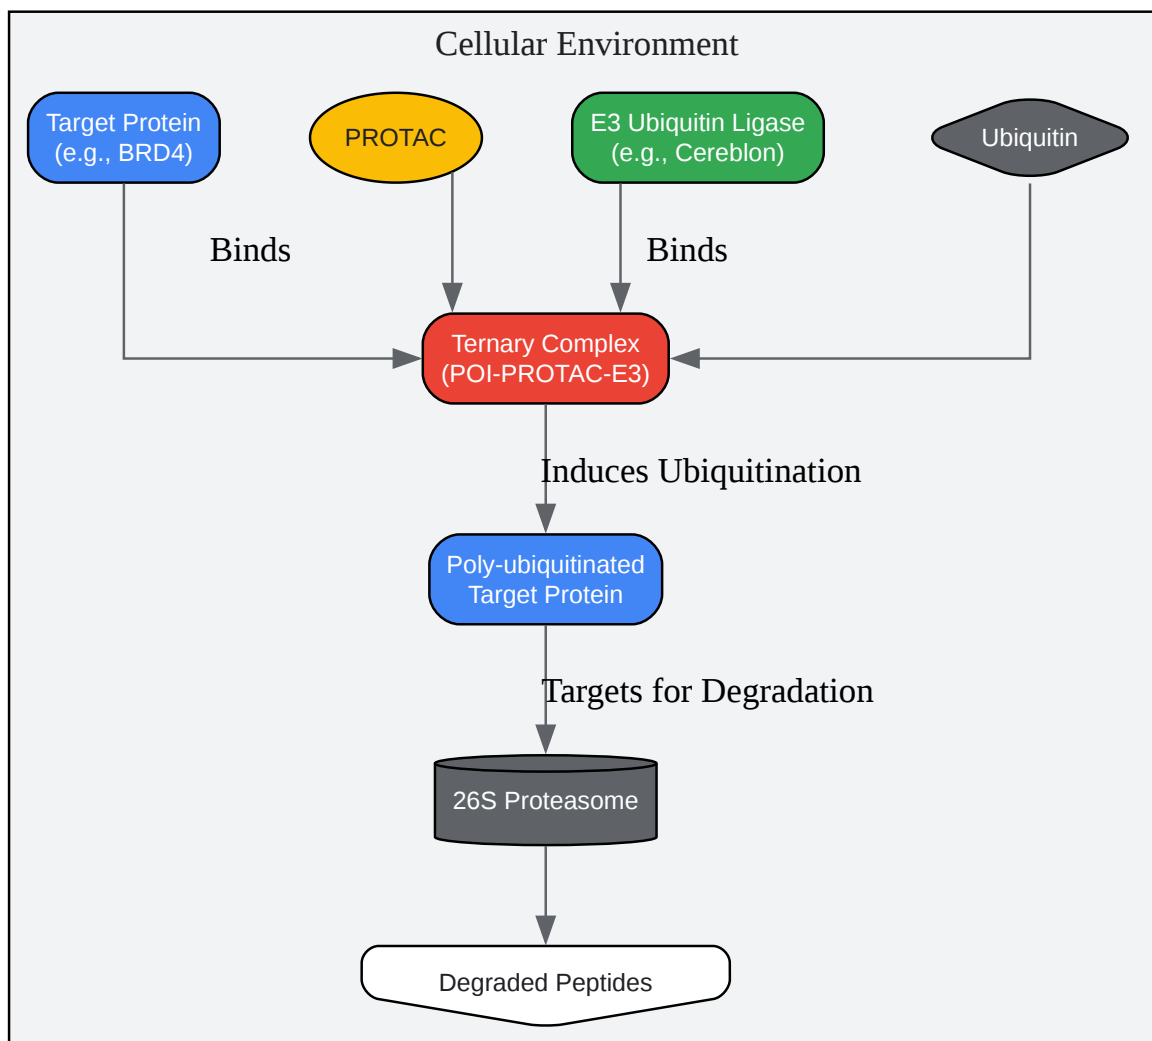 Cellular Environment
Target Protein
(e.g., BRD4)
PROTAC
E3 Ubiquitin Ligase
(e.g., Cereblon)
Ubiquitin
Binds
Binds
Ternary Complex
(POI-PROTAC-E3)
Induces Ubiquitination
Poly-ubiquitinated
Target Protein
Targets for Degradation
26S Proteasome
Degraded Peptides